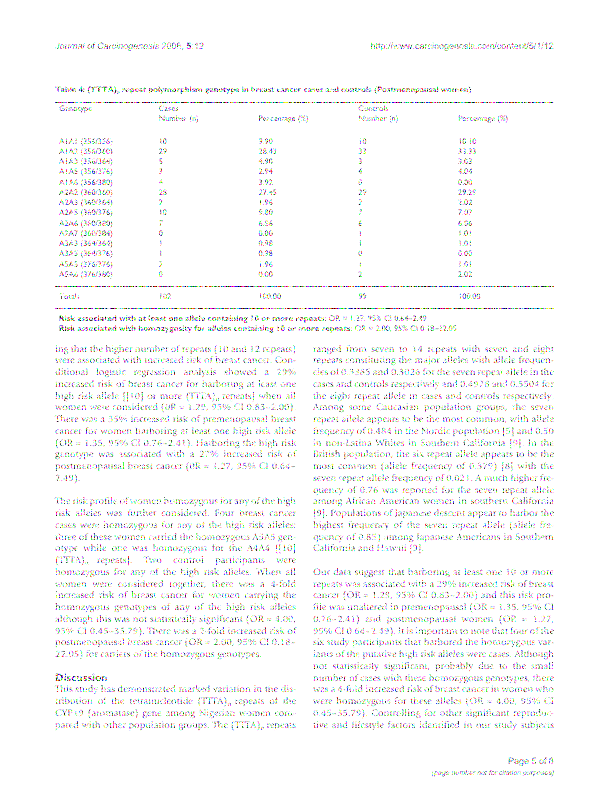 Journal of Carcinogenesis 2006, 5:12
http://www.carcinogenesis.com/content/5/1/12
Table 4: (TTTA)n repeat polymorphism genotype in breast cancer cases and controls (Postmenopausal women)
Genotype Cases Controls
Number (n) Percentage (%) Number (n) Percentage (%)
A1A1 (356/356) 10 9.80 10 10.10
A1A2 (356/360) 29 28.43 33 33.33
A1A3 (356/364) 5 4.90 3 3.03
A1A5 (356/376) 3 2.94 4 4.04
A1A6 (356/380) 4 3.92 0 0.00
A2A2 (360/360) 28 27.45 29 29.29
A2A3 (360/364) 2 1.96 3 3.03
A2A5 (360/376) 10 9.80 7 7.07
A2A6 (360/380) 7 6.86 6 6.06
A2A7 (360/384) 0 0.00 1 1.01
A3A3 (364/364) 1 0.98 1 1.01
A3A5 (364/376) 1 0.98 0 0.00
A5A5 (376/376) 2 1.96 1 1.01
A5A6 (376/380) 0 0.00 2 2.02
Totals 102 100.00 99 100.00
Risk associated with at least one allele containing 10 or more repeats: OR = 1.27, 95% CI 0.64–2.49
Risk associated with homozygosity for alleles containing 10 or more repeats: OR = 2.00, 95% CI 0.18–27.95
ing that the higher number of repeats (10 and 12 repeats)
were associated with increased risk of breast cancer. Con-
ditional logistic regression analysis showed a 29%
increased risk of breast cancer for harboring at least one
high risk allele ([10] or more (TTTA)n repeats) when all
women were considered (OR = 1.29, 95% CI 0.83–2.00).
There was a 35% increased risk of premenopausal breast
cancer for women harboring at least one high risk allele
(OR = 1.35, 95% CI 0.76–2.41). Harboring the high risk
genotype was associated with a 27% increased risk of
postmenopausal breast cancer (OR = 1.27, 95% CI 0.64–
2.49).
The risk profile of women homozygous for any of the high
risk alleles was further considered. Four breast cancer
cases were homozygous for any of the high risk alleles;
three of these women carried the homozygous A5A5 gen-
otype while one was homozygous for the A4A4 ([10]
(TTTA)n repeats). Two control participants were
homozygous for any of the high risk alleles. When all
women were considered together, there was a 4-fold
increased risk of breast cancer for women carrying the
homozygous genotypes of any of the high risk alleles
although this was not statistically significant (OR = 4.00,
95% CI 0.45–35.79). There was a 2-fold increased risk of
postmenopausal breast cancer (OR = 2.00, 95% CI 0.18–
27.95) for carriers of the homozygous genotypes.
Discussion
This study has demonstrated marked variation in the dis-
tribution of the tetranucleotide (TTTA)n repeats of the
CYP19 (aromatase) gene among Nigerian women com-
pared with other population groups. The (TTTA)n repeats
ranged from seven to 14 repeats with seven and eight
repeats constituting the major alleles with allele frequen-
cies of 0.3285 and 0.3026 for the seven repeat allele in the
cases and controls respectively and 0.4928 and 0.5504 for
the eight repeat allele in cases and controls respectively.
Among some Caucasian population groups, the seven
repeat allele appears to be the most common, with allele
frequency of 0.484 in the Nordic population [5] and 0.59
in non-Latina Whites in Southern California [9]. In the
British population, the six repeat allele appears to be the
most common (allele frequency of 0.379) [8] with the
seven repeat allele frequency of 0.021. A much higher fre-
quency of 0.76 was reported for the seven repeat allele
among African American women in southern California
[9]. Populations of Japanese descent appear to harbor the
highest frequency of the seven repeat allele (allele fre-
quency of 0.83) among Japanese Americans in Southern
California and Hawaii [9].
Our data suggest that harboring at least one 10 or more
repeats was associated with a 29% increased risk of breast
cancer (OR = 1.29, 95% CI 0.83–2.00) and this risk pro-
file was unaltered in premenopausal (OR = 1.35, 95% CI
0.76–2.41) and postmenopausal women (OR = 1.27,
95% CI 0.64–2.49). It is important to note that four of the
six study participants that harbored the homozygous var-
iants of the putative high risk alleles were cases. Although
not statistically significant, probably due to the small
number of cases with these homozygous genotypes, there
was a 4-fold increased risk of breast cancer in women who
were homozygous for these alleles (OR = 4.00, 95% CI
0.45–35.79). Controlling for other significant reproduc-
tive and lifestyle factors identified in our study subjects
Page 6 of 8
(page number not for citation purposes)